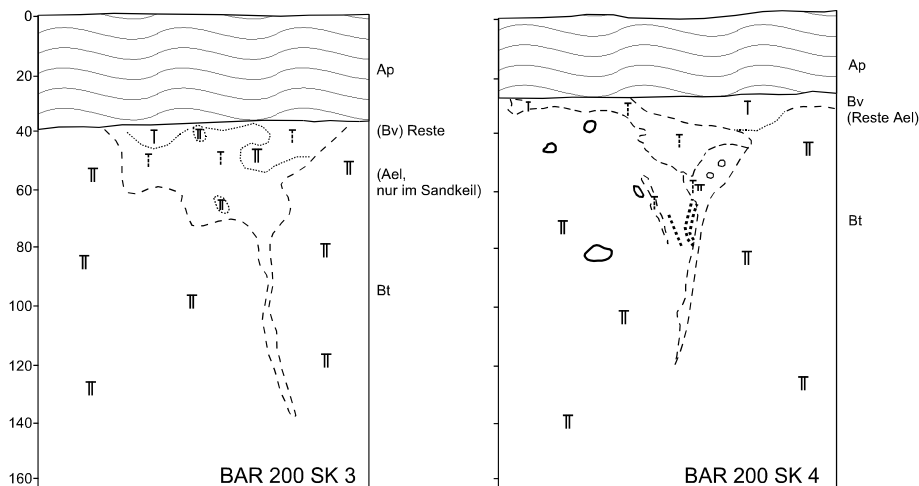 0
20
40
60
80
100
120
140
160
Ap
(Bv) Reste
(Ael,
nur im Sandkeil)
Bt
BAR 200 SK 3
Ap
Bv
(Reste Ael)
Bt
BAR 200 SK 4